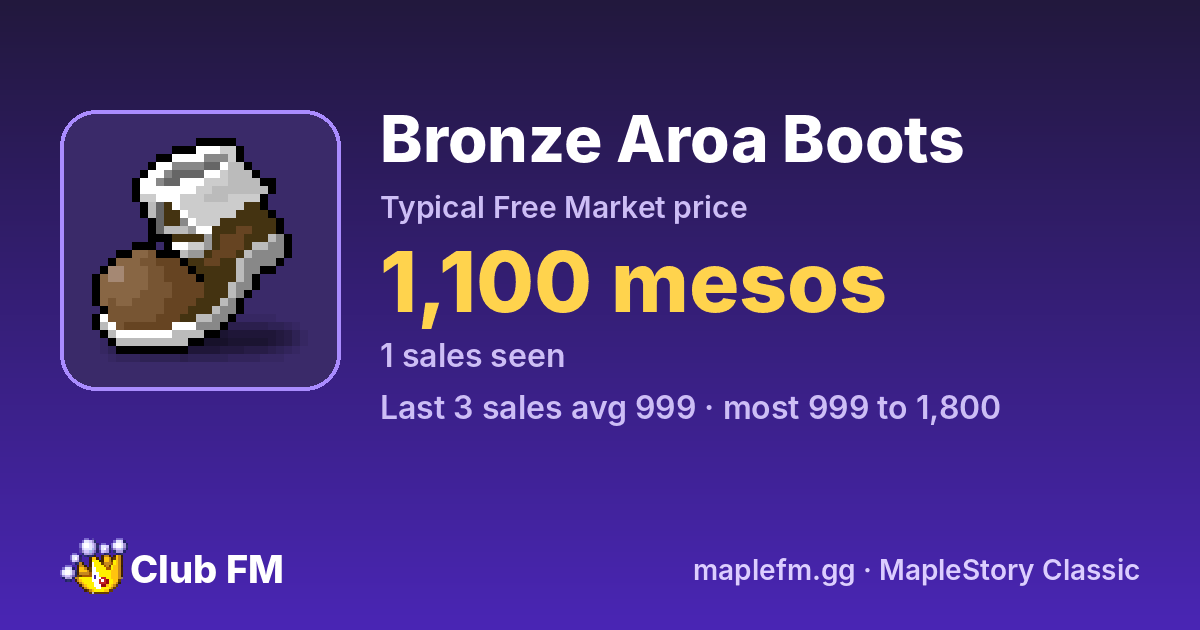 Bronze Aroa Boots
Typical Free Market price
1,100 mesos
1 sales seen
Last 3 sales avg 999 · most 999 to 1,800
Club FM
maplefm.gg · MapleStory Classic